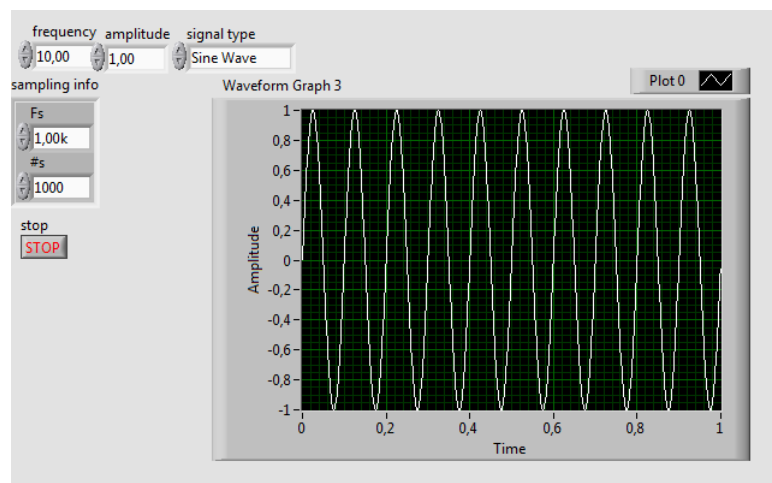 frequency amplitude signal type
10,00 1,00 Sine Wave
sampling info
Waveform Graph 3
Plot 0
Fs
1,00k
#s
1000
stop
STOP
Amplitude
1
0,8
0,6
0,4
0,2
0
-0,2
-0,4
-0,6
-0,8
-1
0 0,2 0,4 0,6 0,8 1
Time